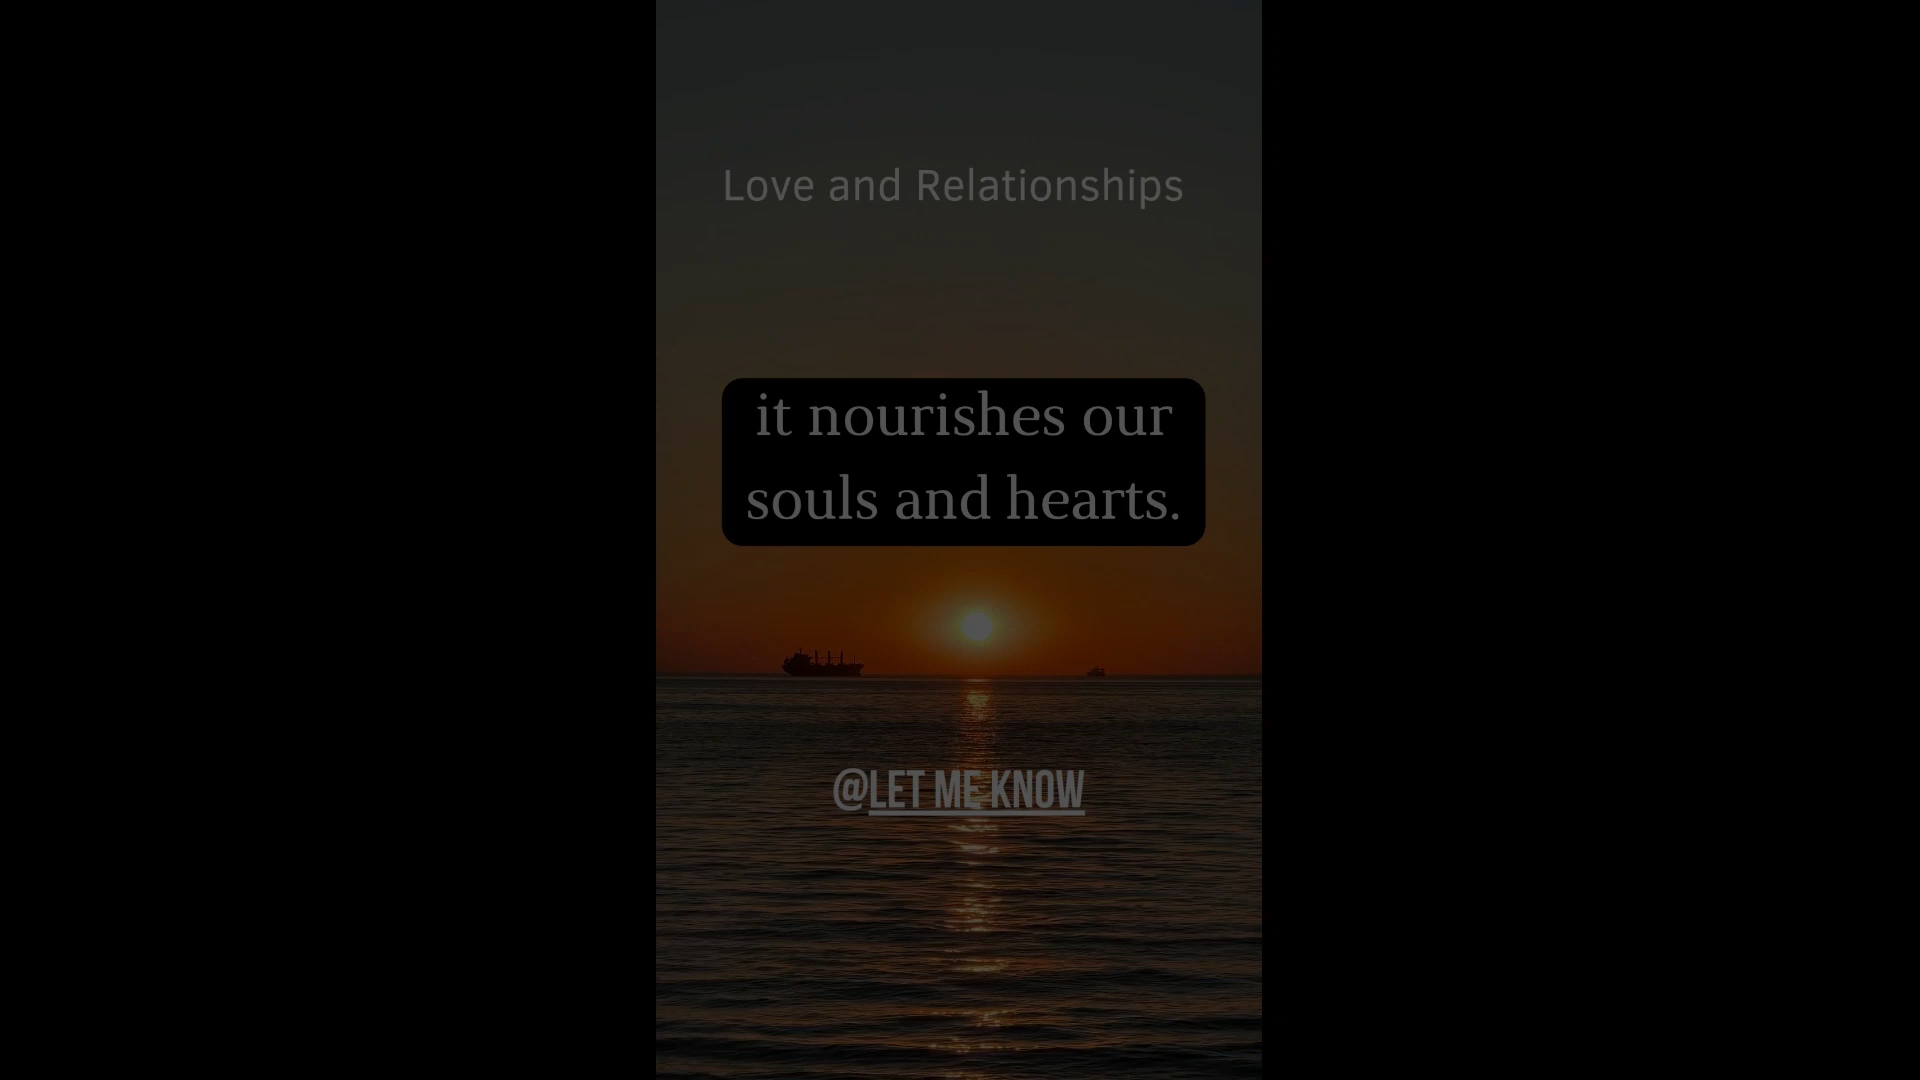 Love and Relationships
it nourishes our
souls and hearts.
@LET ME KNOW